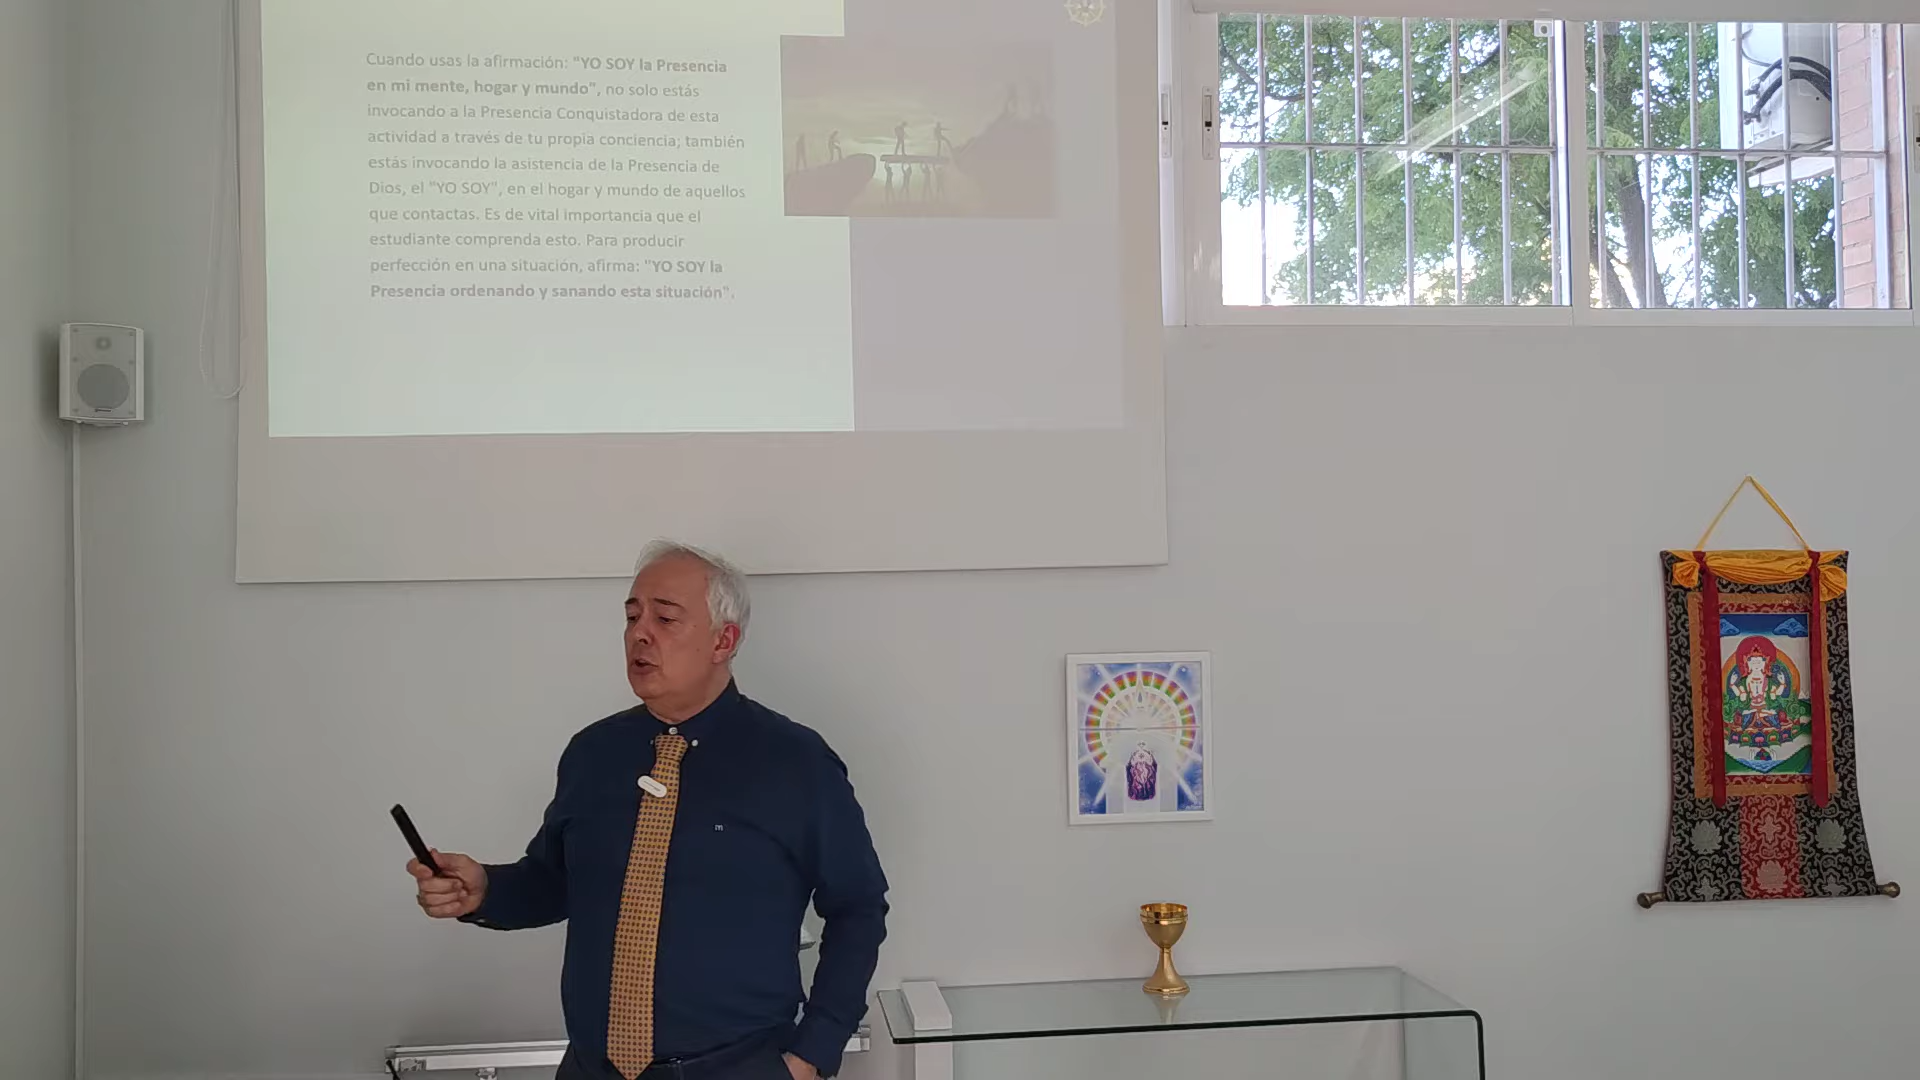 Cuando usas la afirmación: "YO SOY la Presencia
en mi mente, hogar y mundo", no solo estás
invocando a la Presencia Conquistadora de esta
actividad a través de tu propia conciencia; también
estás invocando la asistencia de la Presencia de
Dios, el "YO SOY", en el hogar y mundo de aquellos
que contactas. Es de vital importancia que el
estudiante comprenda esto. Para producir
perfección en una situación, afirma: "YO SOY la
Presencia ordenando y sanando esta situación".
m